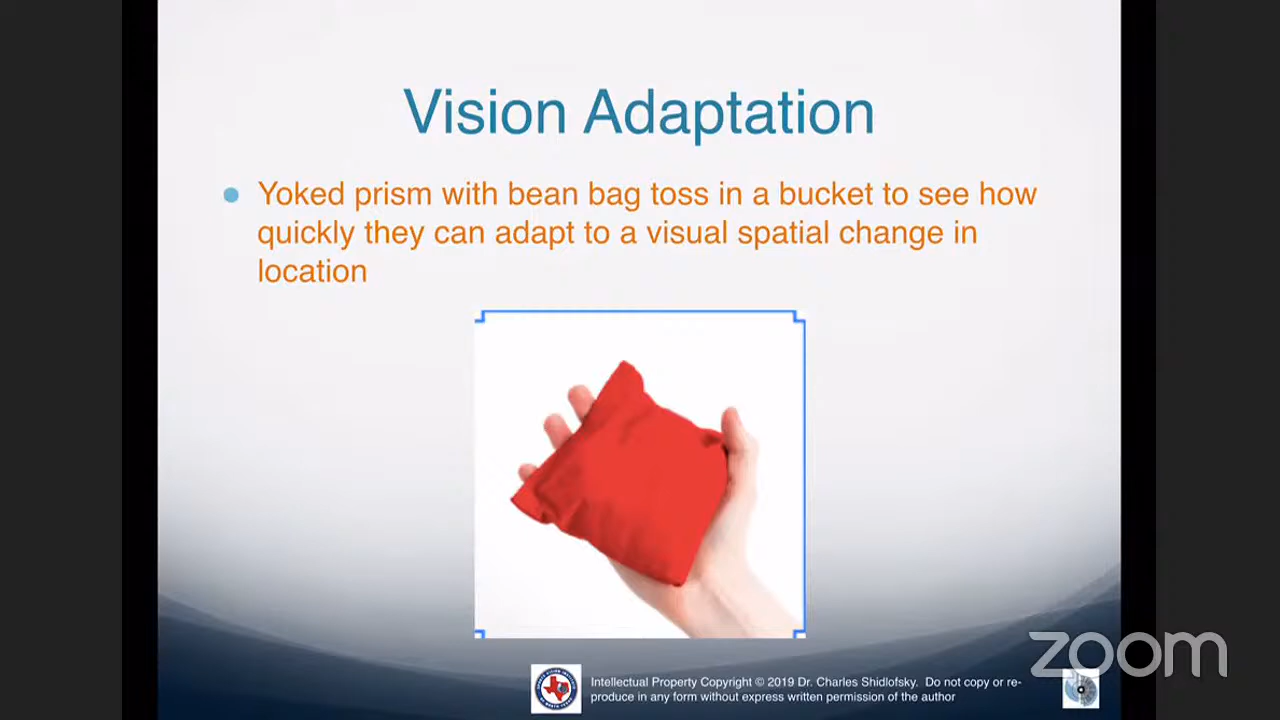 Vision Adaptation
Yoked prism with bean bag toss in a bucket to see how
quickly they can adapt to a visual spatial change in
location
Intellectual Property Copyright © 2019 Dr. Charles Shidlofsky. Do not copy or re-
produce in any form without express written permission of the author
zoom